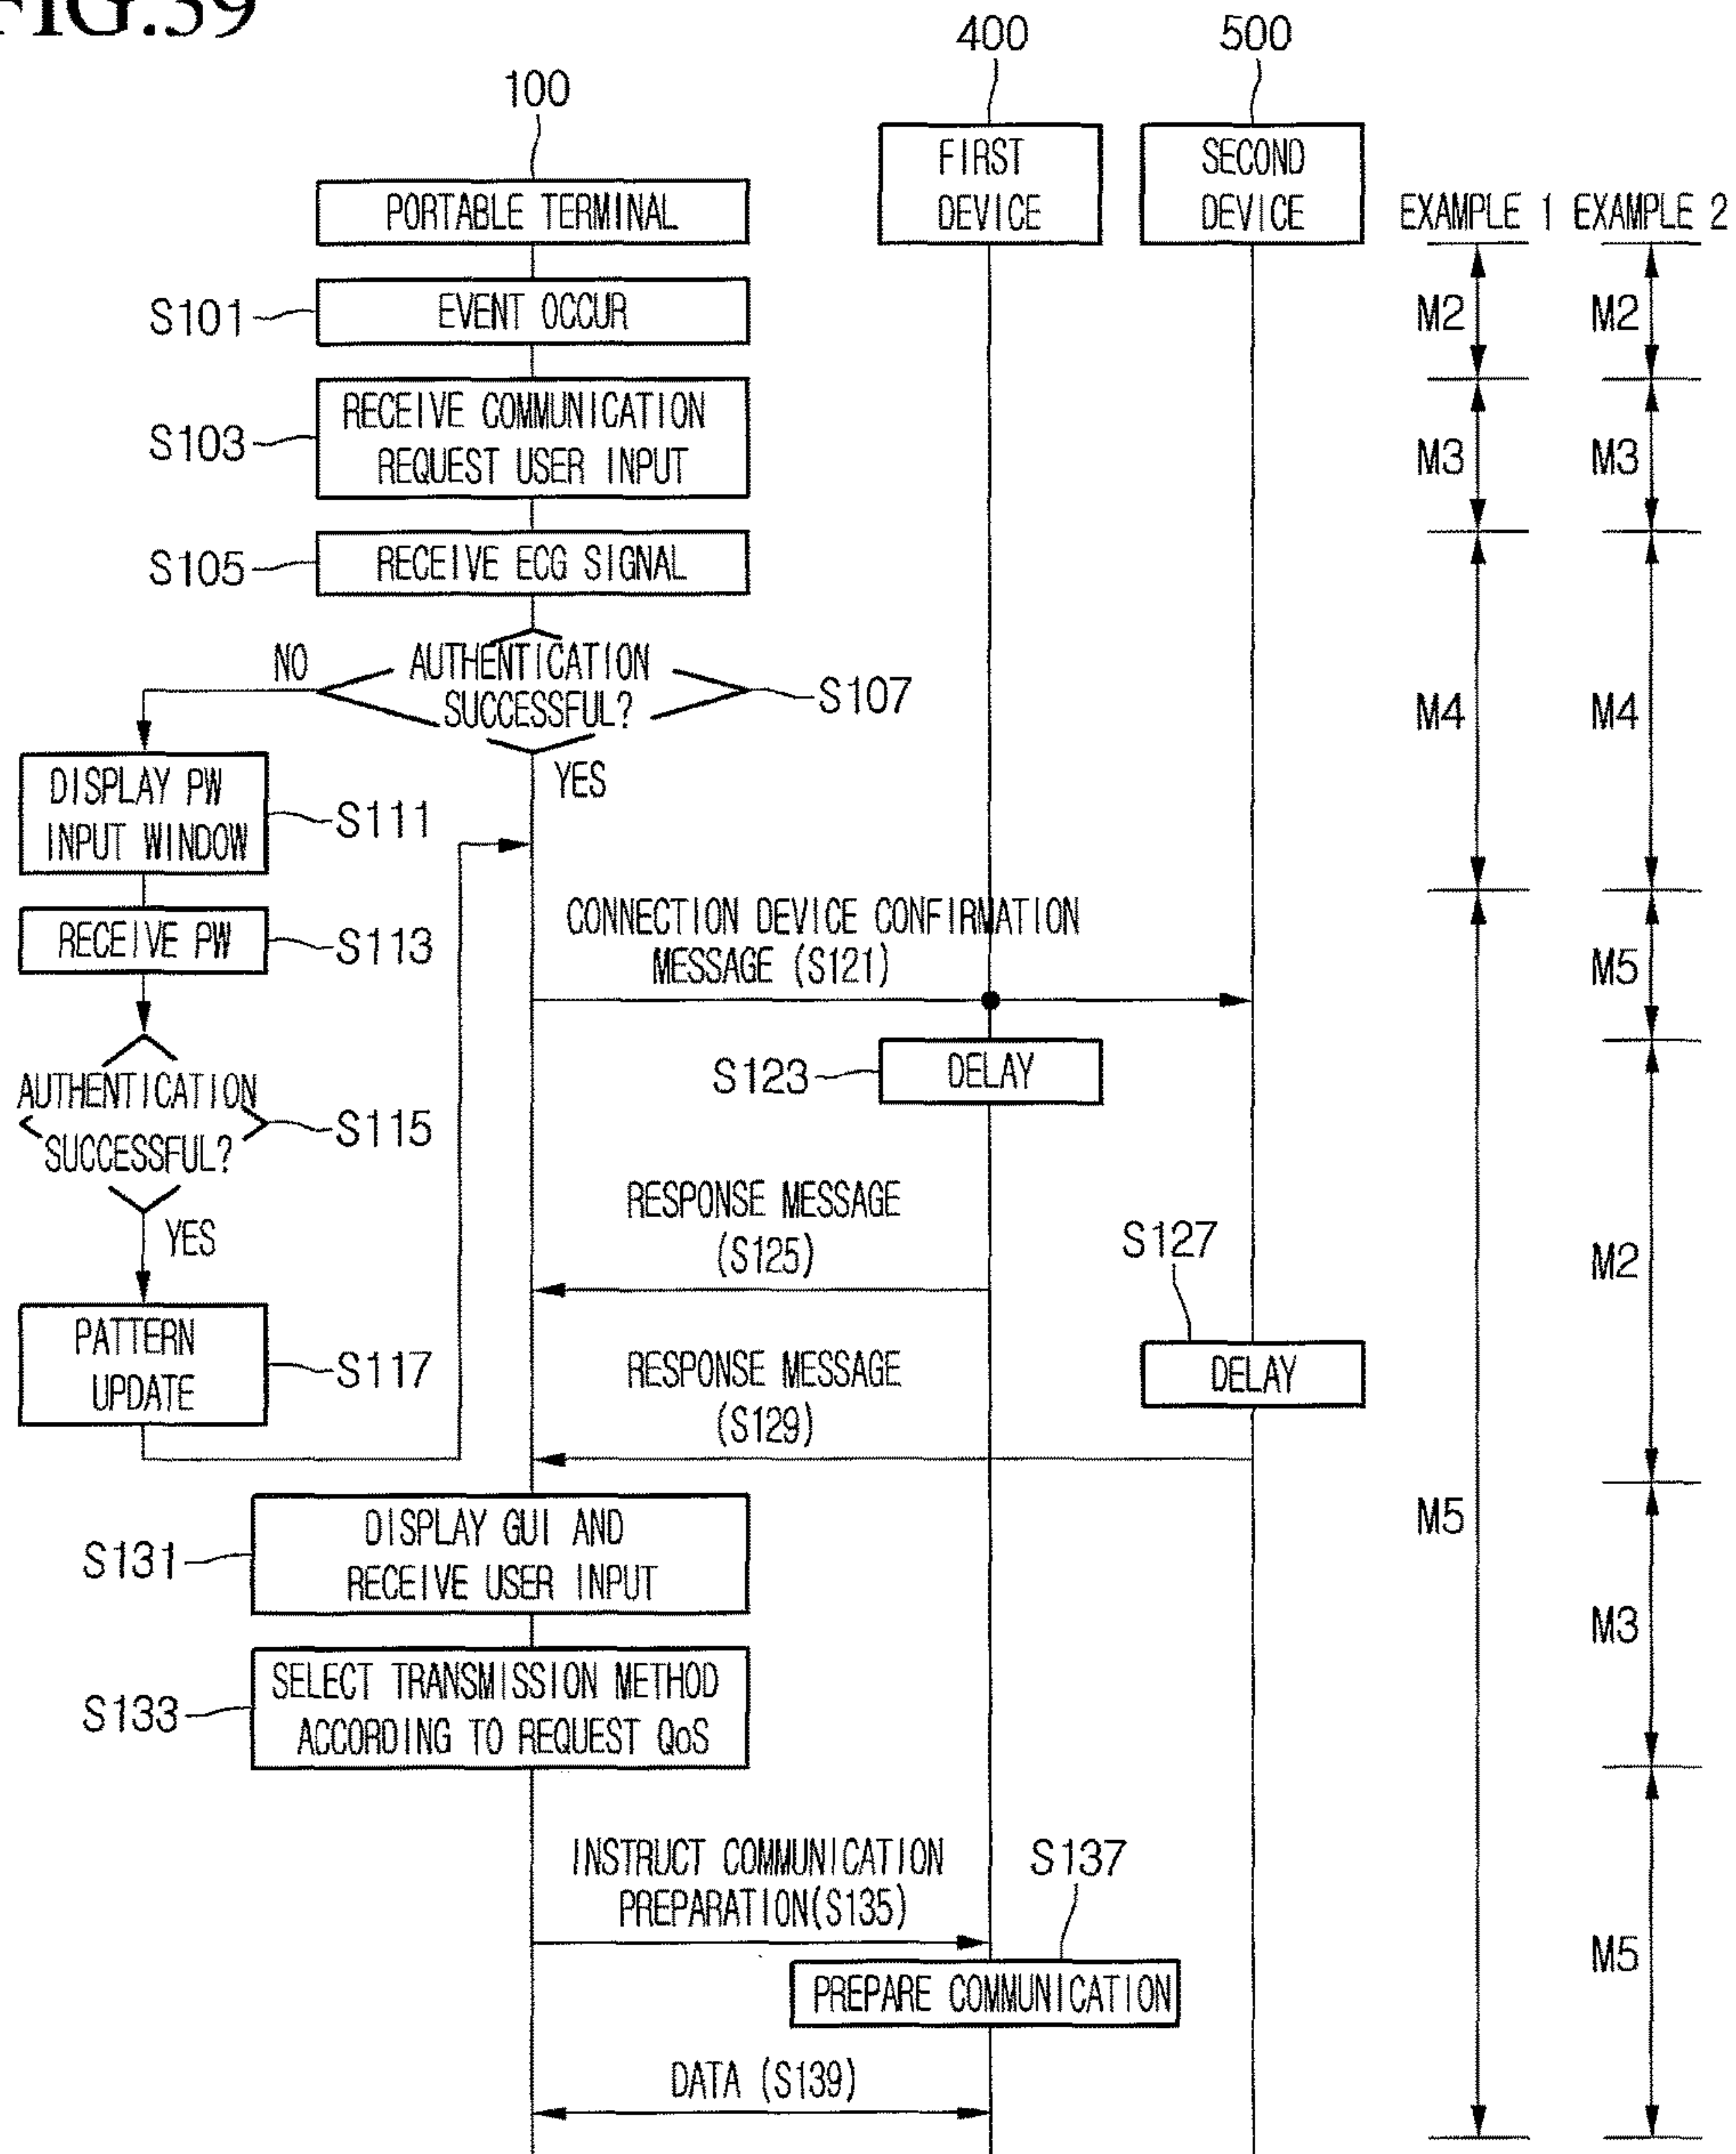 FIG.39
400
500
100
FIRST
DEVICE
SECOND
DEVICE
PORTABLE TERMINAL
EXAMPLE 1
EXAMPLE 2
S101
EVENT OCCUR
M2
M2
S103
RECEIVE COMMUNICATION
REQUEST USER INPUT
M3
M3
S105
RECEIVE ECG SIGNAL
NO
AUTHENTICATION
SUCCESSFUL?
S107
M4
M4
YES
DISPLAY PW
INPUT WINDOW
S111
RECEIVE PW
S113
CONNECTION DEVICE CONFIRMATION
MESSAGE (S121)
M5
S123
DELAY
AUTHENTICATION
SUCCESSFUL?
S115
YES
RESPONSE MESSAGE
(S125)
S127
M2
PATTERN
UPDATE
S117
RESPONSE MESSAGE
(S129)
DELAY
S131
DISPLAY GUI AND
RECEIVE USER INPUT
M5
M3
S133
SELECT TRANSMISSION METHOD
ACCORDING TO REQUEST QoS
INSTRUCT COMMUNICATION
PREPARATION(S135)
S137
M5
PREPARE COMMUNICATION
DATA (S139)